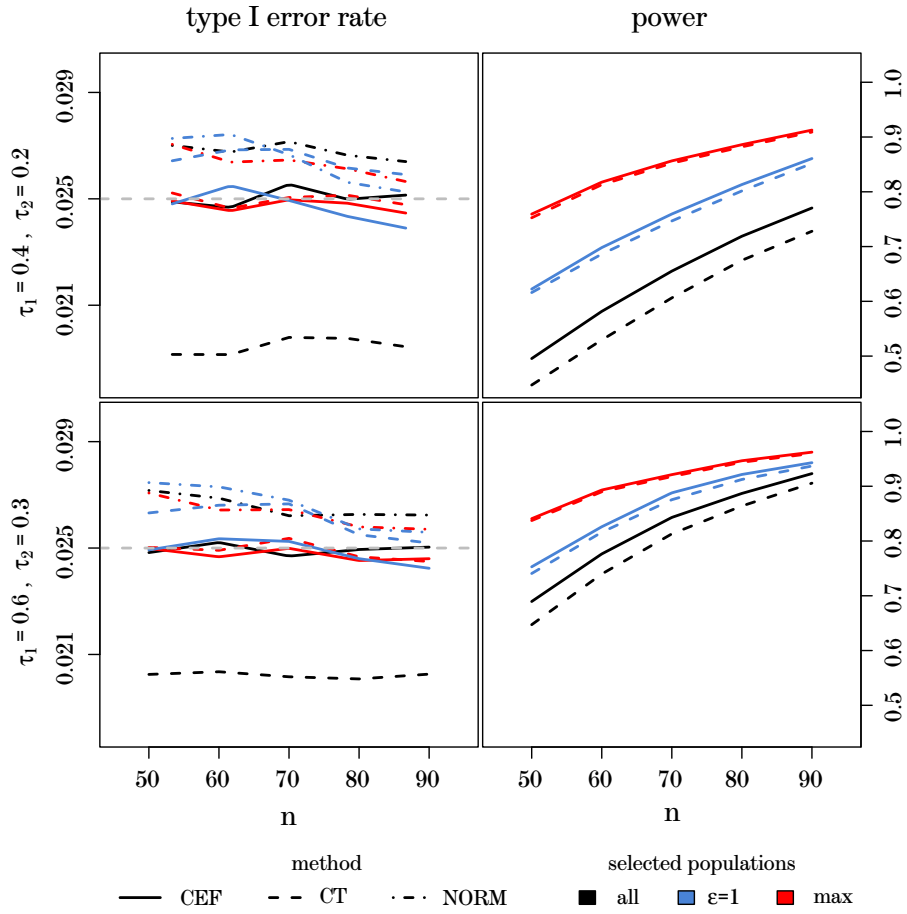 type I error rate
power
τ1 = 0.4 , τ2 = 0.2
0.029
0.025
0.021
1.0
0.9
0.8
0.7
0.6
0.5
τ1 = 0.6 , τ2 = 0.3
0.029
0.025
0.021
1.0
0.9
0.8
0.7
0.6
0.5
50 60 70 80 90
50 60 70 80 90
n
n
method
CEF CT NORM
selected populations
all ε=1 max